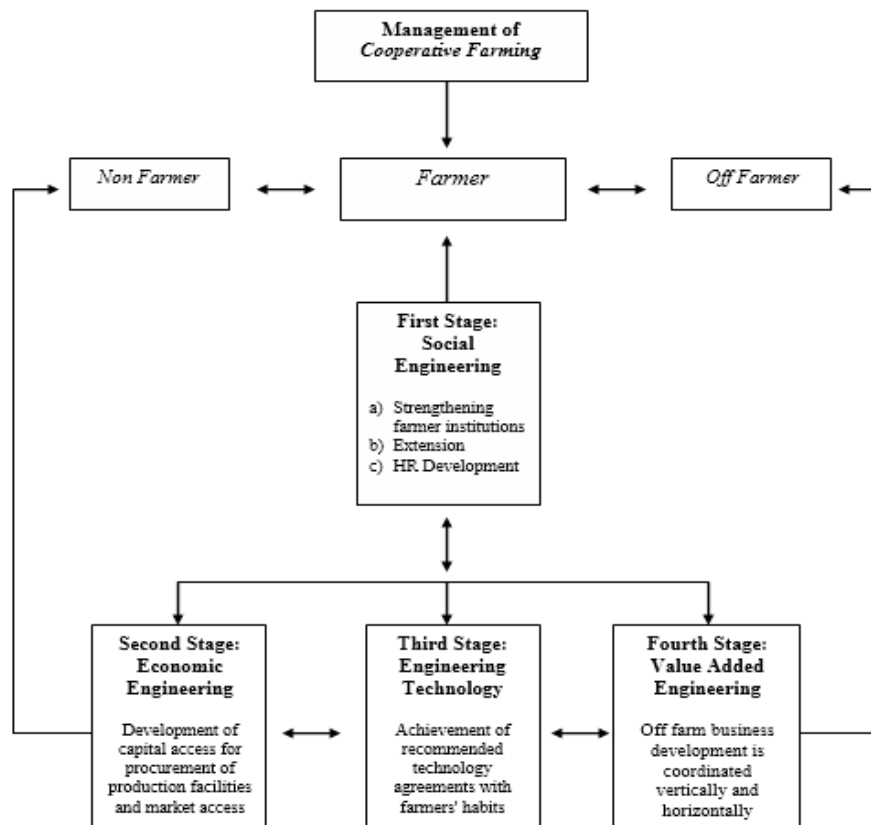 Management of
Cooperative Farming
Non Farmer
Farmer
Off Farmer
First Stage:
Social
Engineering
a) Strengthening
farmer institutions
b) Extension
c) HR Development
Second Stage:
Economic
Engineering
Development of
capital access for
procurement of
production facilities
and market access
Third Stage:
Engineering
Technology
Achievement of
recommended
technology
agreements with
farmers' habits
Fourth Stage:
Value Added
Engineering
Off farm business
development is
coordinated
vertically and
horizontally